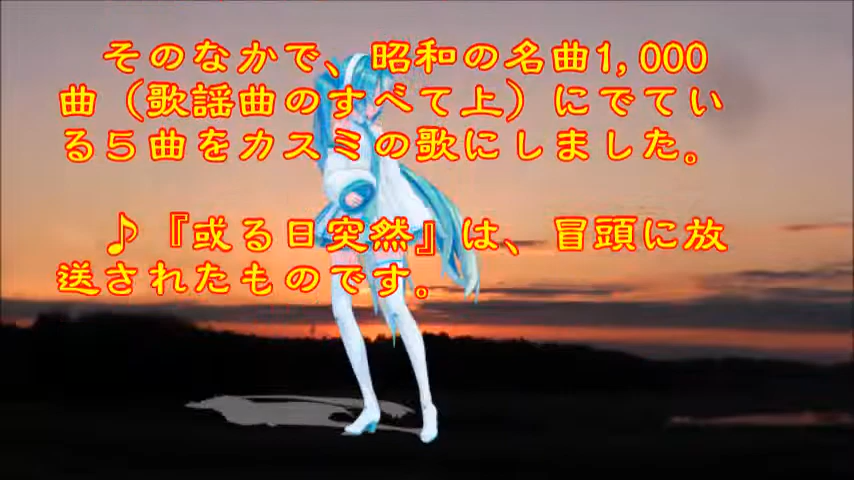 そのなかで、昭和の名曲1,000
曲（歌謡曲のすべて上）にでてい
る５曲をカスミの歌にしました。
♪『或る日突然』は、冒頭に放
送されたものです。